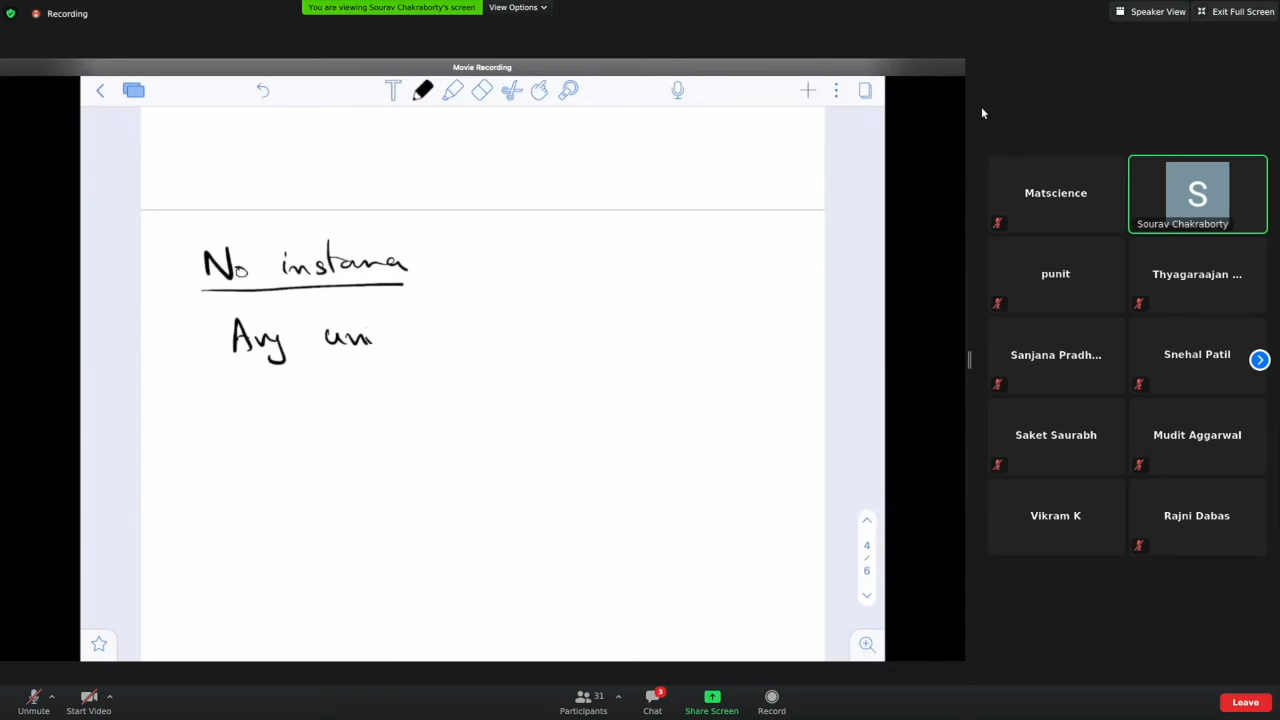 Recording
You are viewing Sourav Chakraborty's screen
View Options
Speaker View
Exit Full Screen
Movie Recording
No instana
Any uni
4
6
Matscience
S
Sourav Chakraborty
punit
Thyagaraajan ...
Sanjana Pradh...
Snehal Patil
Saket Saurabh
Mudit Aggarwal
Vikram K
Rajni Dabas
Unmute
Start Video
31
Participants
3
Chat
Share Screen
Record
Leave